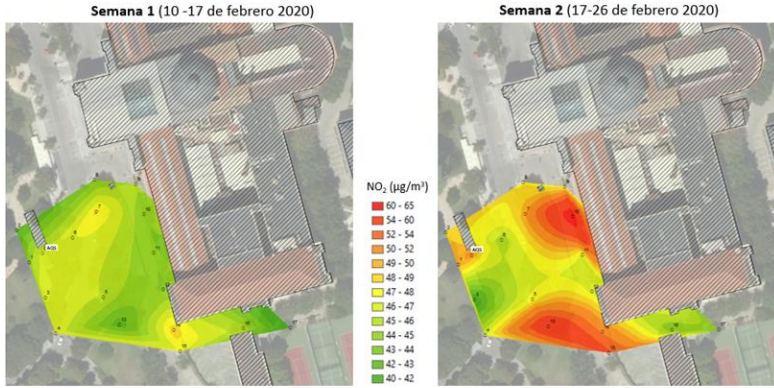 Semana 1 (10 -17 de febrero 2020)
Semana 2 (17-26 de febrero 2020)
NO₂ (µg/m³)
60 - 65
54 - 60
52 - 54
50 - 52
49 - 50
48 - 49
47 - 48
46 - 47
45 - 46
44 - 45
43 - 44
42 - 43
40 - 42